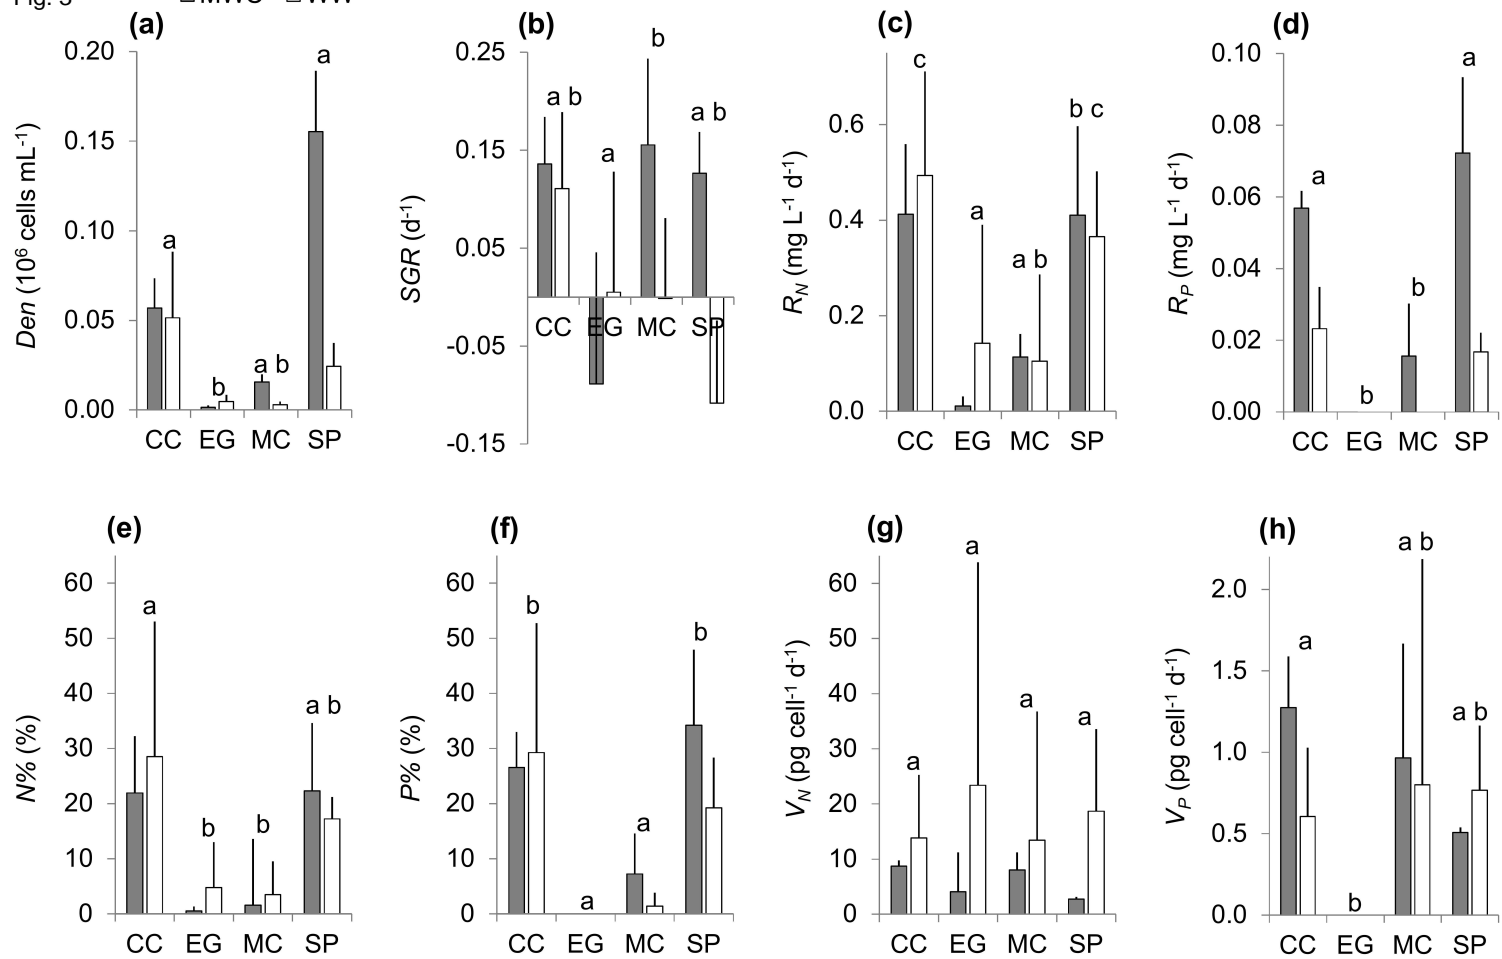 (a)
Den (10⁶ cells mL⁻¹)
0.20
0.15
0.10
0.05
0.00
a
b
a b
a
CC EG MC SP
(b)
SGR (d⁻¹)
0.25
0.15
0.05
-0.05
-0.15
a b
a
b
a b
CC EG MC SP
(c)
R_N (mg L⁻¹ d⁻¹)
0.6
0.4
0.2
0.0
c
a
a b
b c
CC EG MC SP
(d)
R_P (mg L⁻¹ d⁻¹)
0.10
0.08
0.06
0.04
0.02
0.00
a
b
b
a
CC EG MC SP
(e)
N% (%)
60
50
40
30
20
10
0
a
b
b
a b
CC EG MC SP
(f)
P% (%)
60
50
40
30
20
10
0
b
a
a
b
CC EG MC SP
(g)
V_N (pg cell⁻¹ d⁻¹)
60
50
40
30
20
10
0
a
a
a
a
CC EG MC SP
(h)
V_P (pg cell⁻¹ d⁻¹)
2.0
1.5
1.0
0.5
0.0
a
b
a b
a b
CC EG MC SP